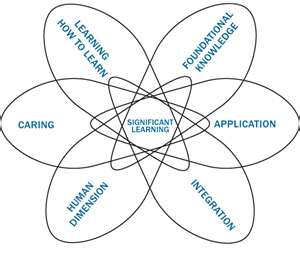 LEARNING
HOW TO LEARN
FOUNDATIONAL
KNOWLEDGE
CARING
SIGNIFICANT
LEARNING
APPLICATION
HUMAN
DIMENSION
INTEGRATION